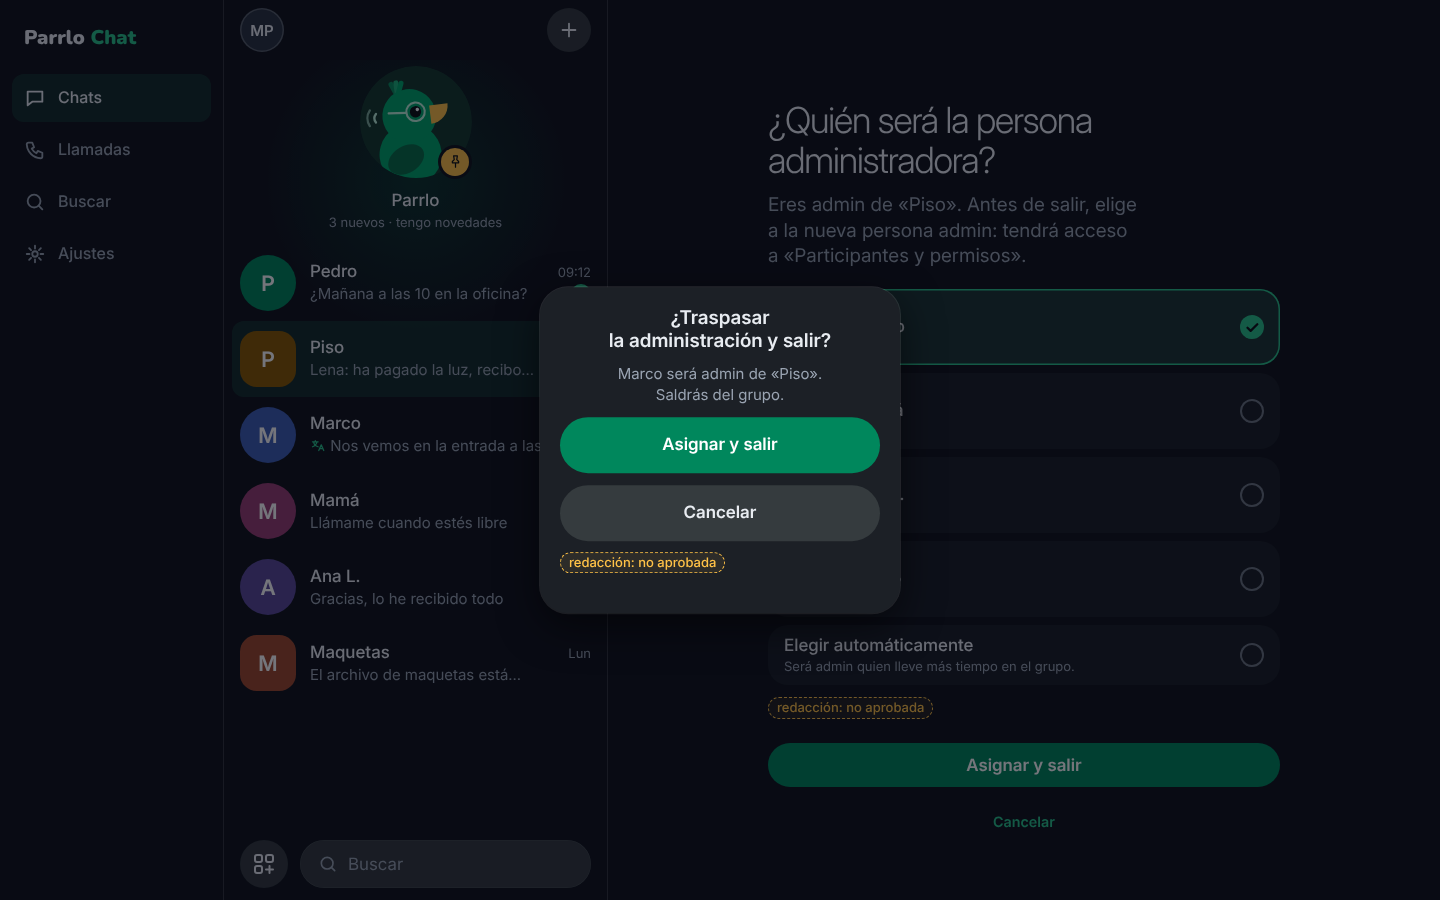 Parrlo Chat
Chats
Llamadas
Buscar
Ajustes
MP
Parrlo
3 nuevos · tengo novedades
P
Pedro
09:12
¿Mañana a las 10 en la oficina?
P
Piso
Lena: ha pagado la luz, recibo...
M
Marco
Nos vemos en la entrada a las
M
Mamá
Llámame cuando estés libre
A
Ana L.
Gracias, lo he recibido todo
M
Maquetas
Lun
El archivo de maquetas está...
Buscar
¿Quién será la persona
administradora?
Eres admin de «Piso». Antes de salir, elige
a la nueva persona admin: tendrá acceso
a «Participantes y permisos».
¿Traspasar
la administración y salir?
Marco será admin de «Piso».
Saldrás del grupo.
Asignar y salir
Cancelar
redacción: no aprobada
Elegir automáticamente
Será admin quien lleve más tiempo en el grupo.
redacción: no aprobada
Asignar y salir
Cancelar